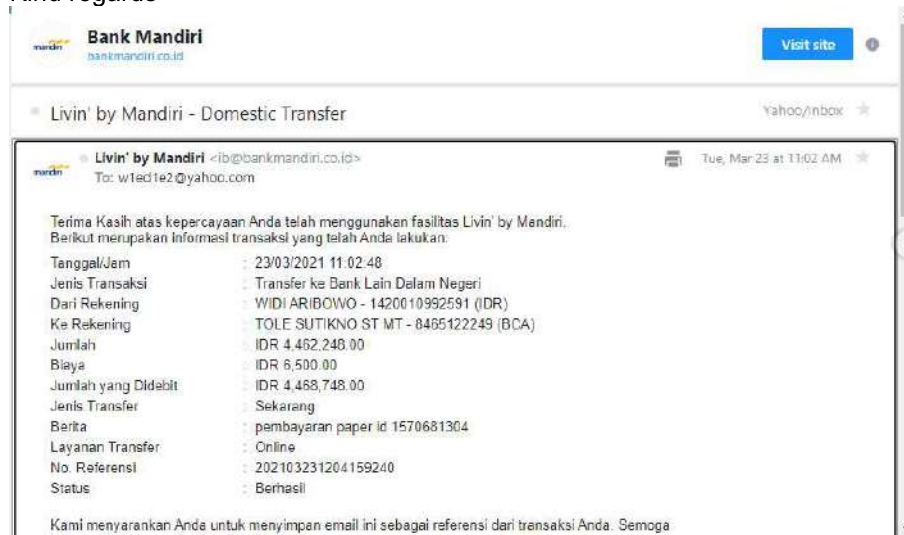 Kind regards
mandiri Bank Mandiri Visit site
bankmandiri.co.id
Livin' by Mandiri - Domestic Transfer Yahoo/Inbox
mandiri Livin' by Mandiri <ib@bankmandiri.co.id> Tue, Mar 23 at 11:02 AM
To: w1ed1e2@yahoo.com
Terima Kasih atas kepercayaan Anda telah menggunakan fasilitas Livin' by Mandiri.
Berikut merupakan informasi transaksi yang telah Anda lakukan:
Tanggal/Jam : 23/03/2021 11:02:48
Jenis Transaksi : Transfer ke Bank Lain Dalam Negeri
Dari Rekening : WIDI ARIBOWO - 1420010992591 (IDR)
Ke Rekening : TOLE SUTIKNO ST MT - 8465122249 (BCA)
Jumlah : IDR 4,462,248.00
Biaya : IDR 6,500.00
Jumlah yang Didebit : IDR 4,468,748.00
Jenis Transfer : Sekarang
Berita : pembayaran paper id 1570681304
Layanan Transfer : Online
No. Referensi : 202103231204159240
Status : Berhasil
Kami menyarankan Anda untuk menyimpan email ini sebagai referensi dari transaksi Anda. Semoga